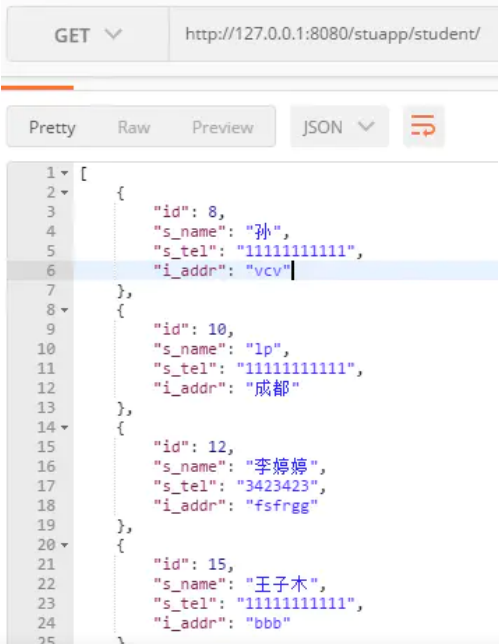 GET http://127.0.0.1:8080/stuapp/student/
Pretty Raw Preview JSON
1 [
2 {
3 "id": 8,
4 "s_name": "孙",
5 "s_tel": "11111111111",
6 "i_addr": "vcv"
7 },
8 {
9 "id": 10,
10 "s_name": "lp",
11 "s_tel": "11111111111",
12 "i_addr": "成都"
13 },
14 {
15 "id": 12,
16 "s_name": "李婷婷",
17 "s_tel": "3423423",
18 "i_addr": "fsfrgg"
19 },
20 {
21 "id": 15,
22 "s_name": "王子木",
23 "s_tel": "11111111111",
24 "i_addr": "bbb"
25 },